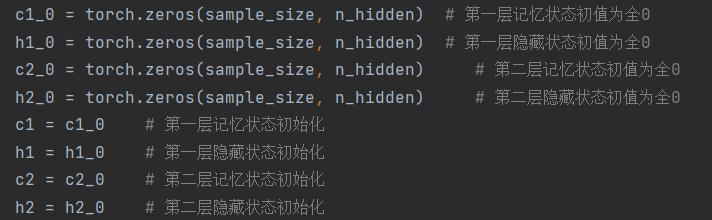 c1_0 = torch.zeros(sample_size, n_hidden)  # 第一层记忆状态初值为全0
h1_0 = torch.zeros(sample_size, n_hidden)  # 第一层隐藏状态初值为全0
c2_0 = torch.zeros(sample_size, n_hidden)     # 第二层记忆状态初值为全0
h2_0 = torch.zeros(sample_size, n_hidden)     # 第二层隐藏状态初值为全0
c1 = c1_0    # 第一层记忆状态初始化
h1 = h1_0    # 第一层隐藏状态初始化
c2 = c2_0    # 第二层记忆状态初始化
h2 = h2_0    # 第二层隐藏状态初始化